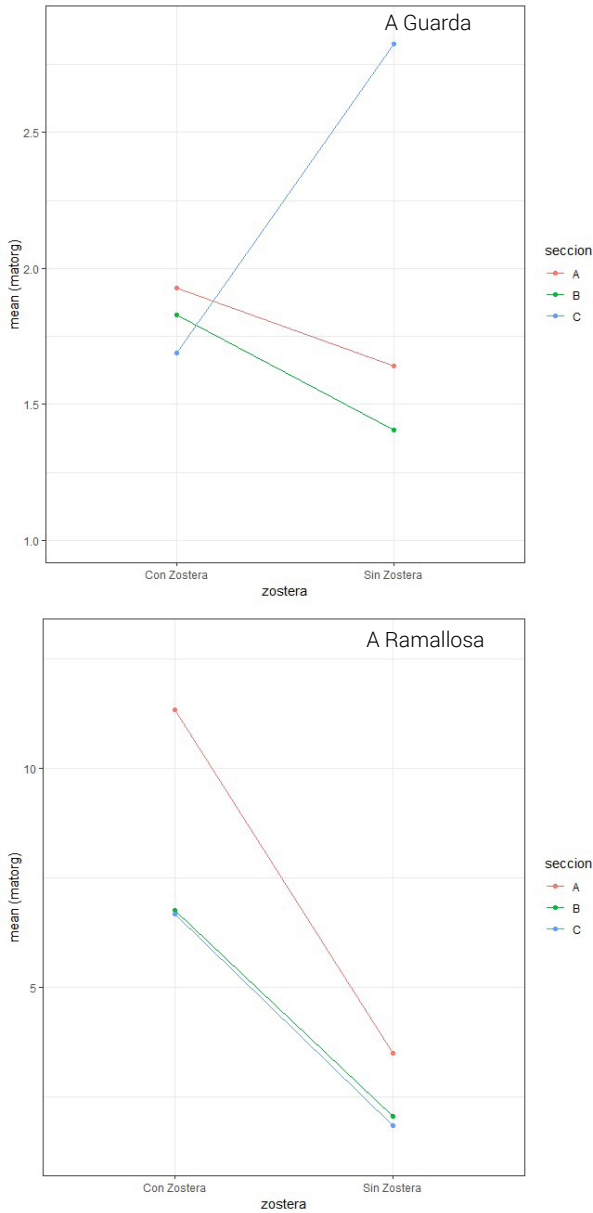 A Guarda
2.5
2.0
1.5
1.0
mean (matorg)
Con Zostera
Sin Zostera
zostera
seccion
A
B
C
A Ramallosa
10
5
mean (matorg)
Con Zostera
Sin Zostera
zostera
seccion
A
B
C